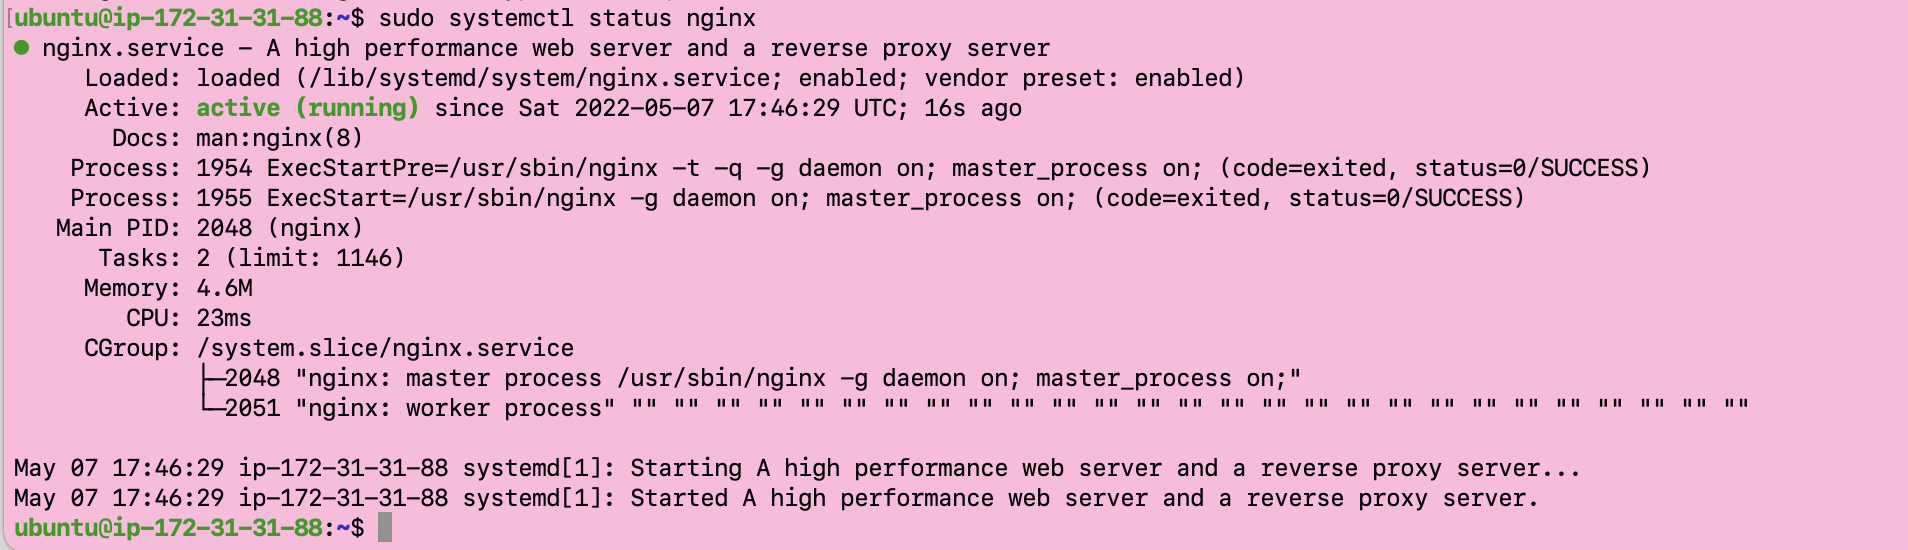 [ubuntu@ip-172-31-31-88:~$ sudo systemctl status nginx
● nginx.service - A high performance web server and a reverse proxy server
     Loaded: loaded (/lib/systemd/system/nginx.service; enabled; vendor preset: enabled)
     Active: active (running) since Sat 2022-05-07 17:46:29 UTC; 16s ago
       Docs: man:nginx(8)
    Process: 1954 ExecStartPre=/usr/sbin/nginx -t -q -g daemon on; master_process on; (code=exited, status=0/SUCCESS)
    Process: 1955 ExecStart=/usr/sbin/nginx -g daemon on; master_process on; (code=exited, status=0/SUCCESS)
   Main PID: 2048 (nginx)
      Tasks: 2 (limit: 1146)
     Memory: 4.6M
        CPU: 23ms
     CGroup: /system.slice/nginx.service
             ├─2048 "nginx: master process /usr/sbin/nginx -g daemon on; master_process on;"
             └─2051 "nginx: worker process" "" "" "" "" "" "" "" "" "" "" "" "" "" "" "" "" "" "" "" "" "" "" "" "" "" "" ""

May 07 17:46:29 ip-172-31-31-88 systemd[1]: Starting A high performance web server and a reverse proxy server...
May 07 17:46:29 ip-172-31-31-88 systemd[1]: Started A high performance web server and a reverse proxy server.
ubuntu@ip-172-31-31-88:~$